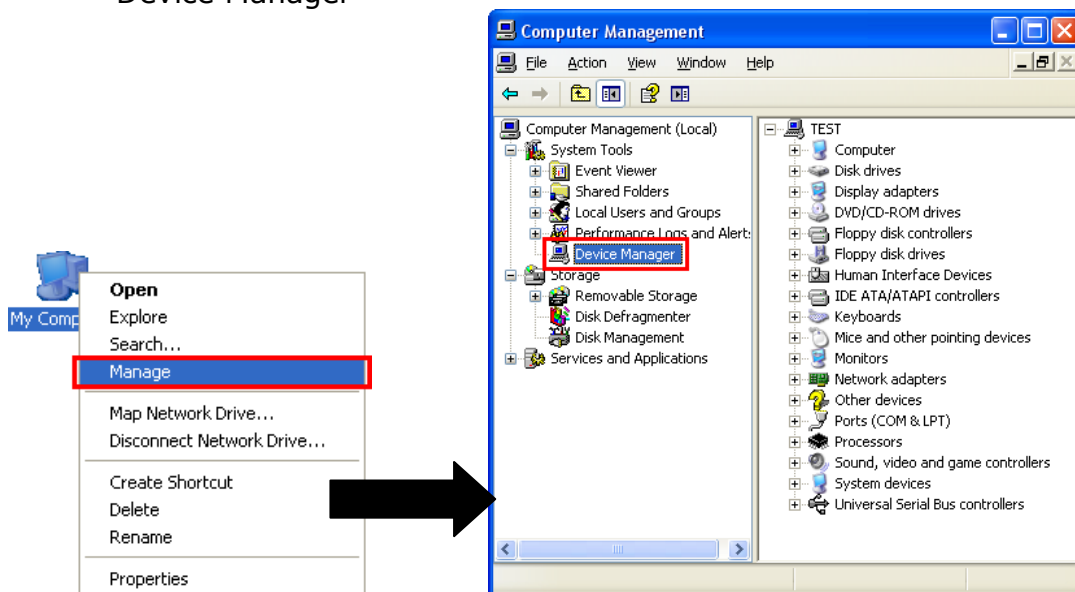 Device Manager
My Comp
Open
Explore
Search...
Manage
Map Network Drive...
Disconnect Network Drive...
Create Shortcut
Delete
Rename
Properties
Computer Management
File Action View Window Help
Computer Management (Local)
System Tools
Event Viewer
Shared Folders
Local Users and Groups
Performance Logs and Alert:
Device Manager
Storage
Removable Storage
Disk Defragmenter
Disk Management
Services and Applications
TEST
Computer
Disk drives
Display adapters
DVD/CD-ROM drives
Floppy disk controllers
Floppy disk drives
Human Interface Devices
IDE ATA/ATAPI controllers
Keyboards
Mice and other pointing devices
Monitors
Network adapters
Other devices
Ports (COM & LPT)
Processors
Sound, video and game controllers
System devices
Universal Serial Bus controllers